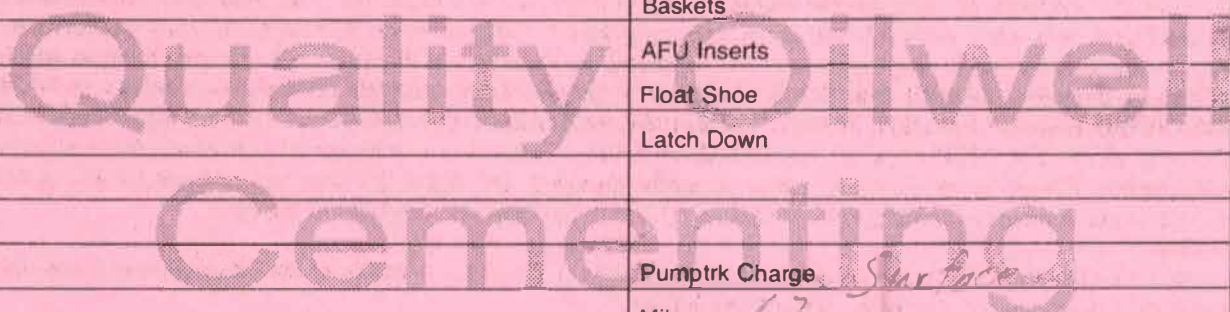 Baskets
Quality Oilwell
AFU Inserts
Float Shoe
Latch Down
Cementing
Pumptrk Charge Surface